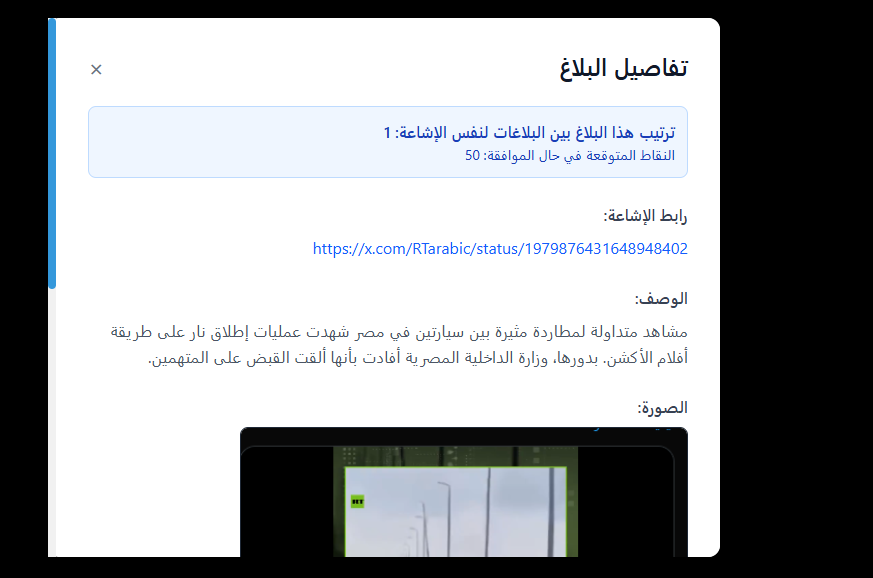 تفاصيل البلاغ
×
ترتيب هذا البلاغ بين البلاغات لنفس الإشاعة: 1
النقاط المتوقعة في حال الموافقة: 50
رابط الإشاعة:
https://x.com/RTarabic/status/1979876431648948402
الوصف:
مشاهد متداولة لمطاردة مثيرة بين سيارتين في مصر شهدت عمليات إطلاق نار على طريقة
أفلام الأكشن. بدورها، وزارة الداخلية المصرية أفادت بأنها ألقت القبض على المتهمين.
الصورة:
RT